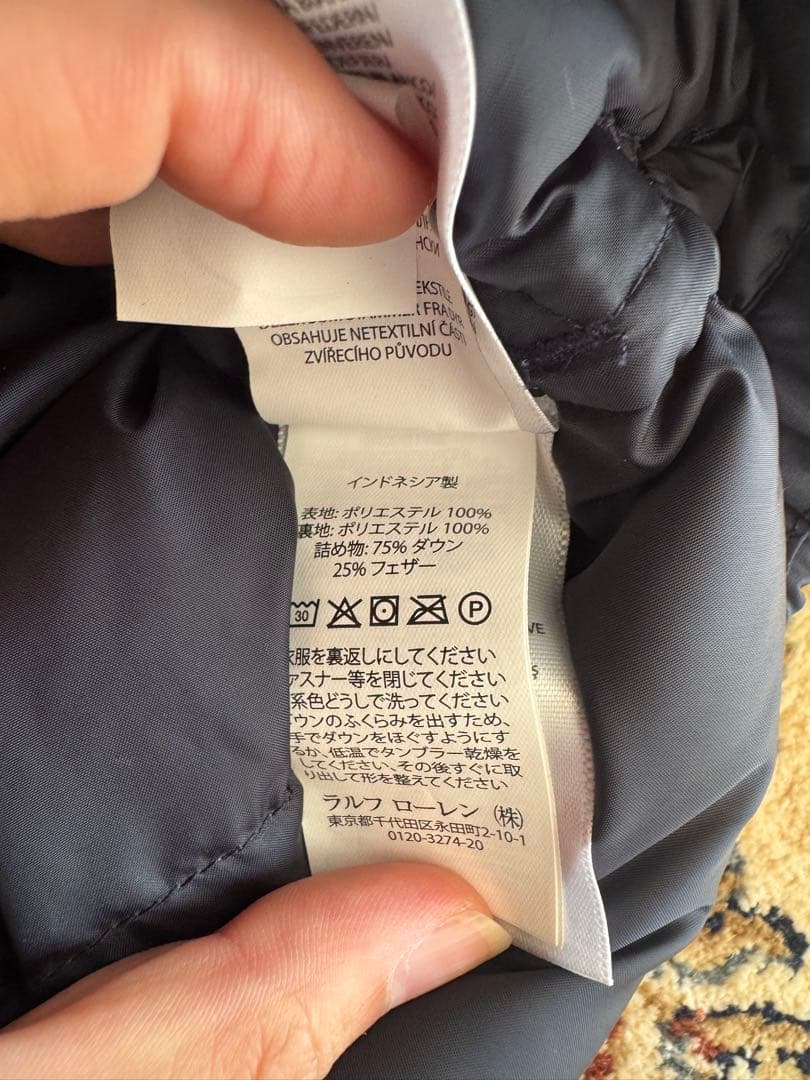 OBSAHUJE NETEXTILNÍ ČÁSTI
ZVÍŘECÍHO PŮVODU
インドネシア製
表地: ポリエステル 100%
裏地: ポリエステル 100%
詰め物: 75% ダウン
25% フェザー
30
P
衣服を裏返しにしてください
ァスナー等を閉じてください
系色どうしで洗ってください
ウンのふくらみを出すため、
手でダウンをほぐすようにす
るか、低温でタンブラー乾燥を
してください、その後すぐに取
り出して形を整えてください
ラルフ ローレン (株)
東京都千代田区永田町2-10-1
0120-3274-20